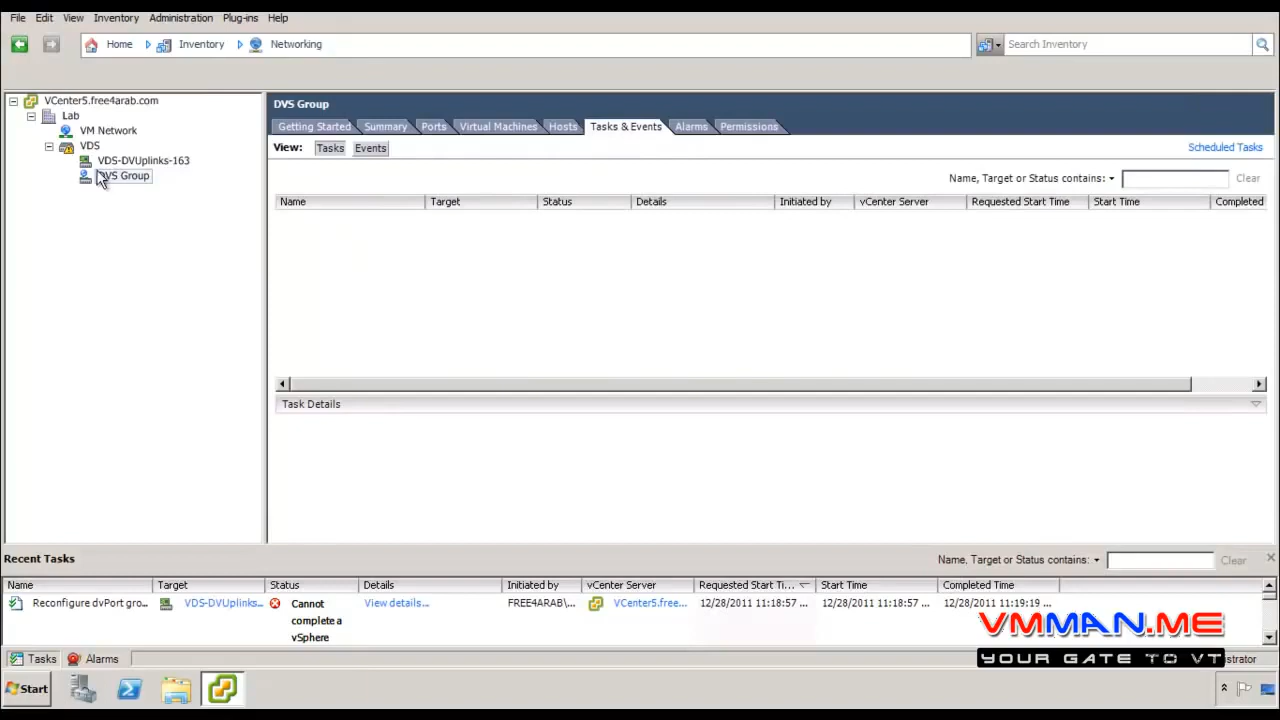 File Edit View Inventory Administration Plug-ins Help
Home Inventory Networking Search Inventory
VCenter5.free4arab.com
Lab
VM Network
VDS
VDS-DVUplinks-163
DVS Group
DVS Group
Getting Started Summary Ports Virtual Machines Hosts Tasks & Events Alarms Permissions
View: Tasks Events Scheduled Tasks
Name, Target or Status contains: Clear
Name Target Status Details Initiated by vCenter Server Requested Start Time Start Time Completed
Task Details
Recent Tasks Name, Target or Status contains: Clear
Name Target Status Details Initiated by vCenter Server Requested Start Ti... Start Time Completed Time
Reconfigure dvPort gro... VDS-DVUplinks... Cannot View details... FREE4ARAB\... VCenter5.free... 12/28/2011 11:18:57 ... 12/28/2011 11:18:57 ... 12/28/2011 11:19:19 ...
complete a
vSphere
VMMAN.ME
YOUR GATE TO VT
Tasks Alarms istrator
Start